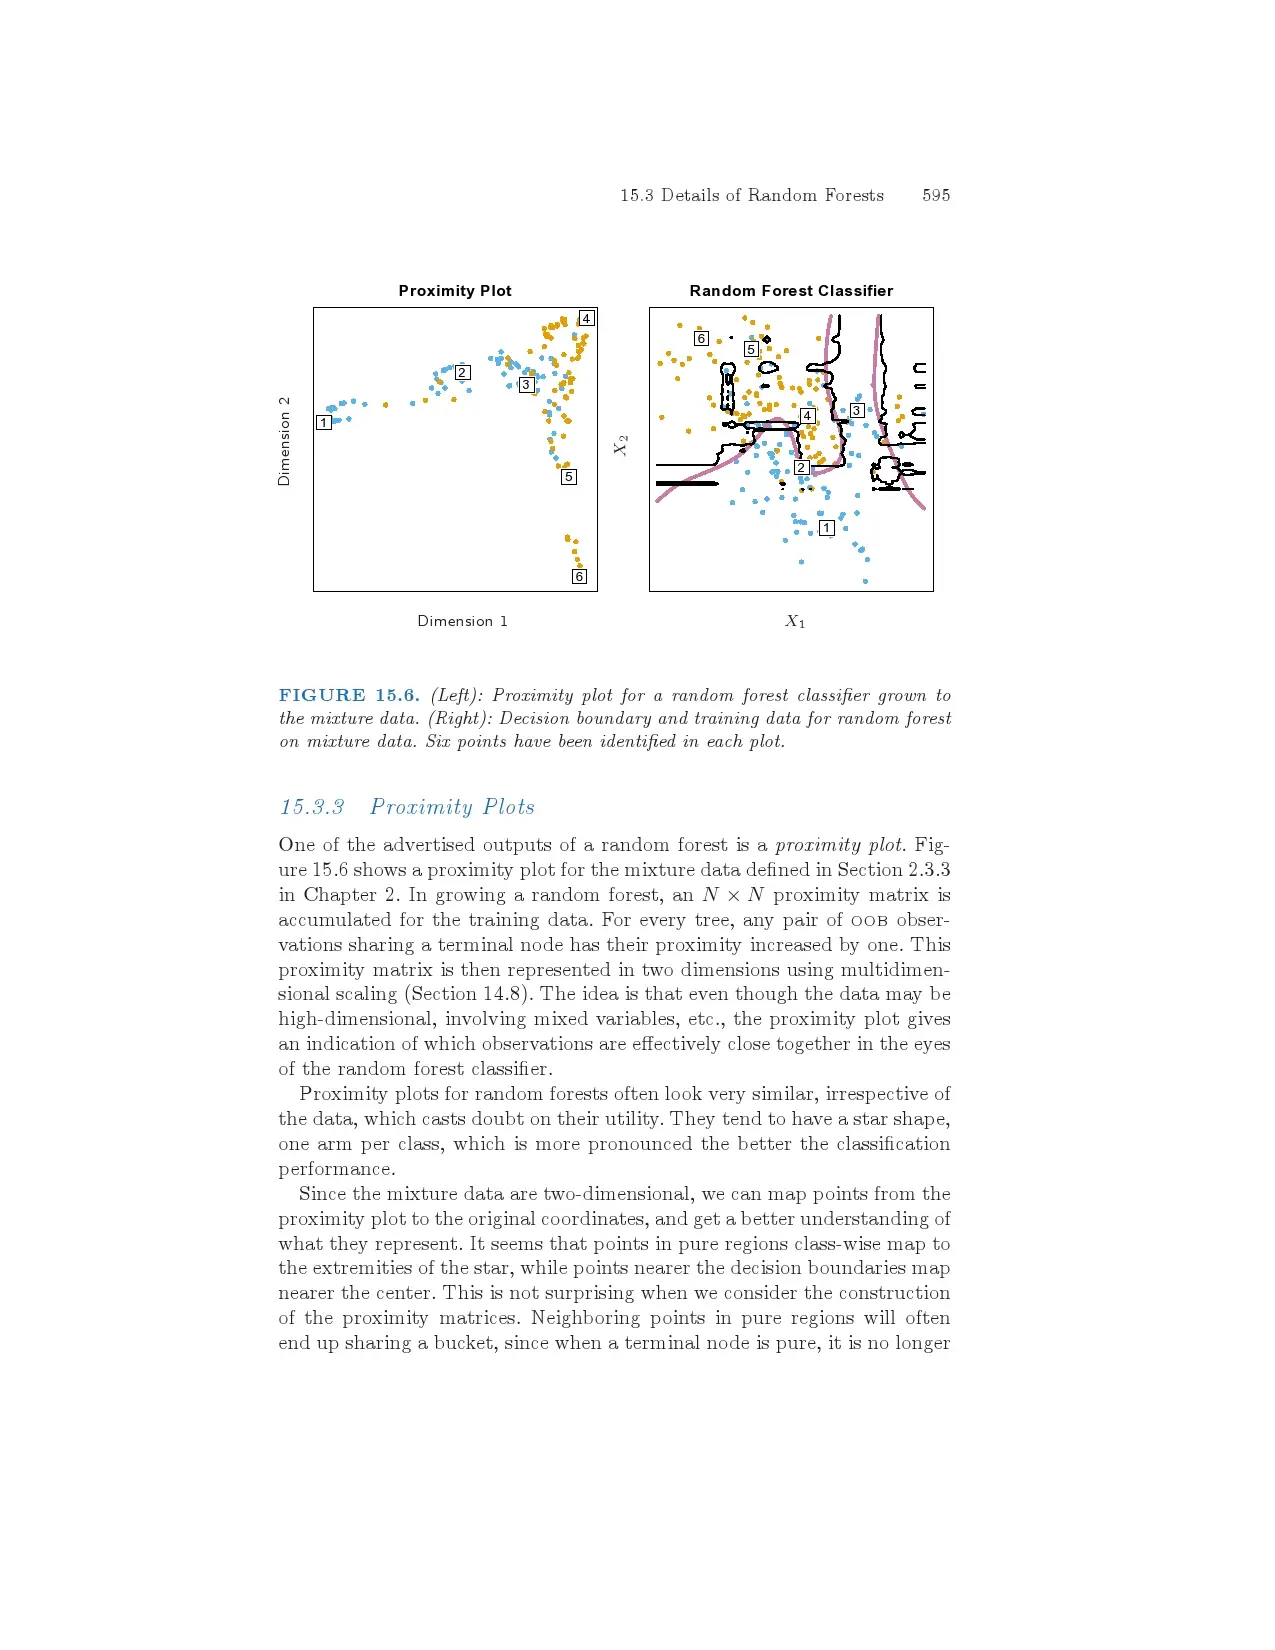 15.3 Details of Random Forests 595
Proximity Plot
Random Forest Classifier
1
2
3
4
5
6
Dimension 2
Dimension 1
6
5
4
3
2
1
X2
X1
FIGURE 15.6. (Left): Proximity plot for a random forest classifier grown to
the mixture data. (Right): Decision boundary and training data for random forest
on mixture data. Six points have been identified in each plot.
15.3.3 Proximity Plots
One of the advertised outputs of a random forest is a proximity plot. Fig-
ure 15.6 shows a proximity plot for the mixture data defined in Section 2.3.3
in Chapter 2. In growing a random forest, an N × N proximity matrix is
accumulated for the training data. For every tree, any pair of OOB obser-
vations sharing a terminal node has their proximity increased by one. This
proximity matrix is then represented in two dimensions using multidimen-
sional scaling (Section 14.8). The idea is that even though the data may be
high-dimensional, involving mixed variables, etc., the proximity plot gives
an indication of which observations are effectively close together in the eyes
of the random forest classifier.
Proximity plots for random forests often look very similar, irrespective of
the data, which casts doubt on their utility. They tend to have a star shape,
one arm per class, which is more pronounced the better the classification
performance.
Since the mixture data are two-dimensional, we can map points from the
proximity plot to the original coordinates, and get a better understanding of
what they represent. It seems that points in pure regions class-wise map to
the extremities of the star, while points nearer the decision boundaries map
nearer the center. This is not surprising when we consider the construction
of the proximity matrices. Neighboring points in pure regions will often
end up sharing a bucket, since when a terminal node is pure, it is no longer